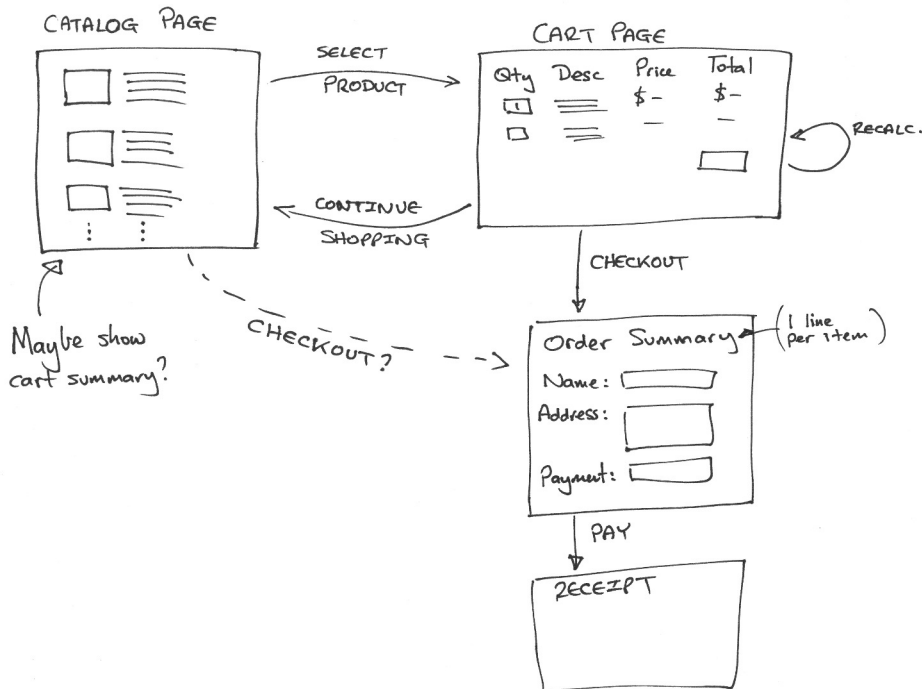 CATALOG PAGE
SELECT
PRODUCT
CART PAGE
Qty Desc Price Total
1 $- $-
RECALC.
CONTINUE
SHOPPING
CHECKOUT
Maybe show
cart summary?
CHECKOUT?
Order Summary
(1 line
per item)
Name:
Address:
Payment:
PAY
RECEIPT